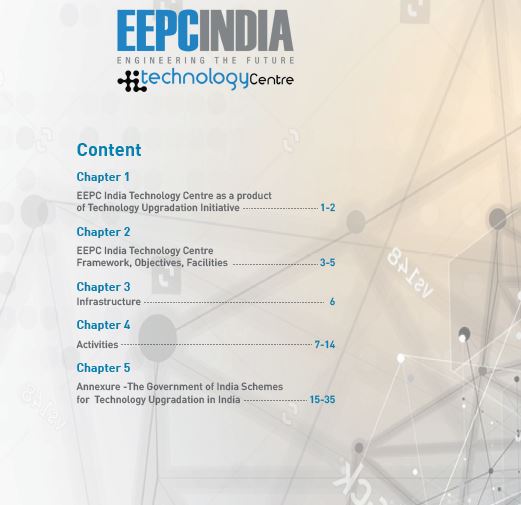 EEPCINDIA
ENGINEERING THE FUTURE
technologyCentre
Content
Chapter 1
EEPC India Technology Centre as a product
of Technology Upgradation Initiative 1-2
Chapter 2
EEPC India Technology Centre
Framework, Objectives, Facilities 3-5
Chapter 3
Infrastructure 6
Chapter 4
Activities 7-14
Chapter 5
Annexure -The Government of India Schemes
for Technology Upgradation in India 15-35